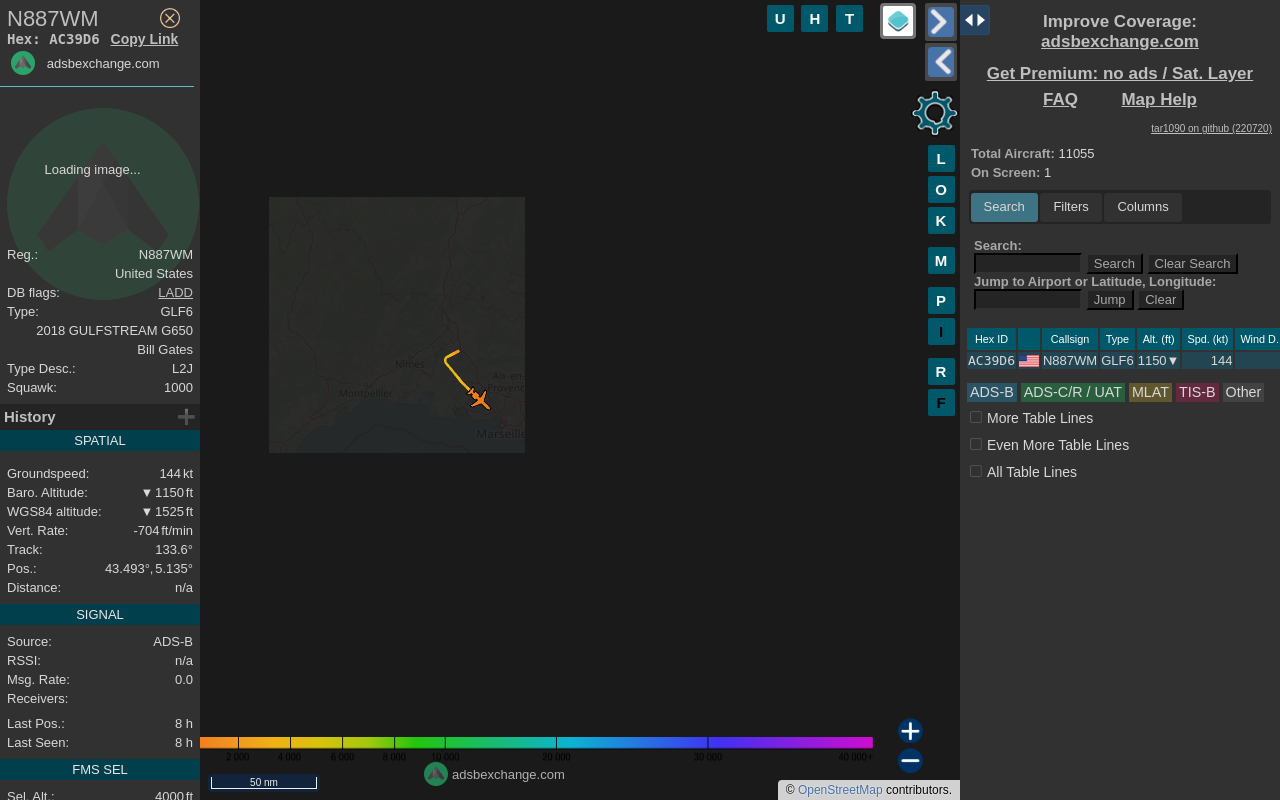 N887WM
Hex: AC39D6 Copy Link
adsbexchange.com
Loading image...
Reg.: N887WM
United States
DB flags: LADD
Type: GLF6
2018 GULFSTREAM G650
Bill Gates
Type Desc.: L2J
Squawk: 1000
History
SPATIAL
Groundspeed: 144 kt
Baro. Altitude: ▼ 1150 ft
WGS84 altitude: ▼ 1525 ft
Vert. Rate: -704 ft/min
Track: 133.6°
Pos.: 43.493°, 5.135°
Distance: n/a
SIGNAL
Source: ADS-B
RSSI: n/a
Msg. Rate: 0.0
Receivers:
Last Pos.: 8 h
Last Seen: 8 h
FMS SEL
Sel. Alt.: 4000 ft
U H T
L
O
K
M
P
I
R
F
Nîmes
Montpellier
Aix-en-
Provence
Marseille
2 000 4 000 6 000 8 000 10 000 20 000 30 000 40 000+
50 nm
adsbexchange.com
© OpenStreetMap contributors.
Improve Coverage:
adsbexchange.com
Get Premium: no ads / Sat. Layer
FAQ Map Help
tar1090 on github (220720)
Total Aircraft: 11055
On Screen: 1
Search Filters Columns
Search:
Search Clear Search
Jump to Airport or Latitude, Longitude:
Jump Clear
Hex ID Callsign Type Alt. (ft) Spd. (kt) Wind D.
AC39D6 N887WM GLF6 1150▼ 144
ADS-B ADS-C/R / UAT MLAT TIS-B Other
More Table Lines
Even More Table Lines
All Table Lines